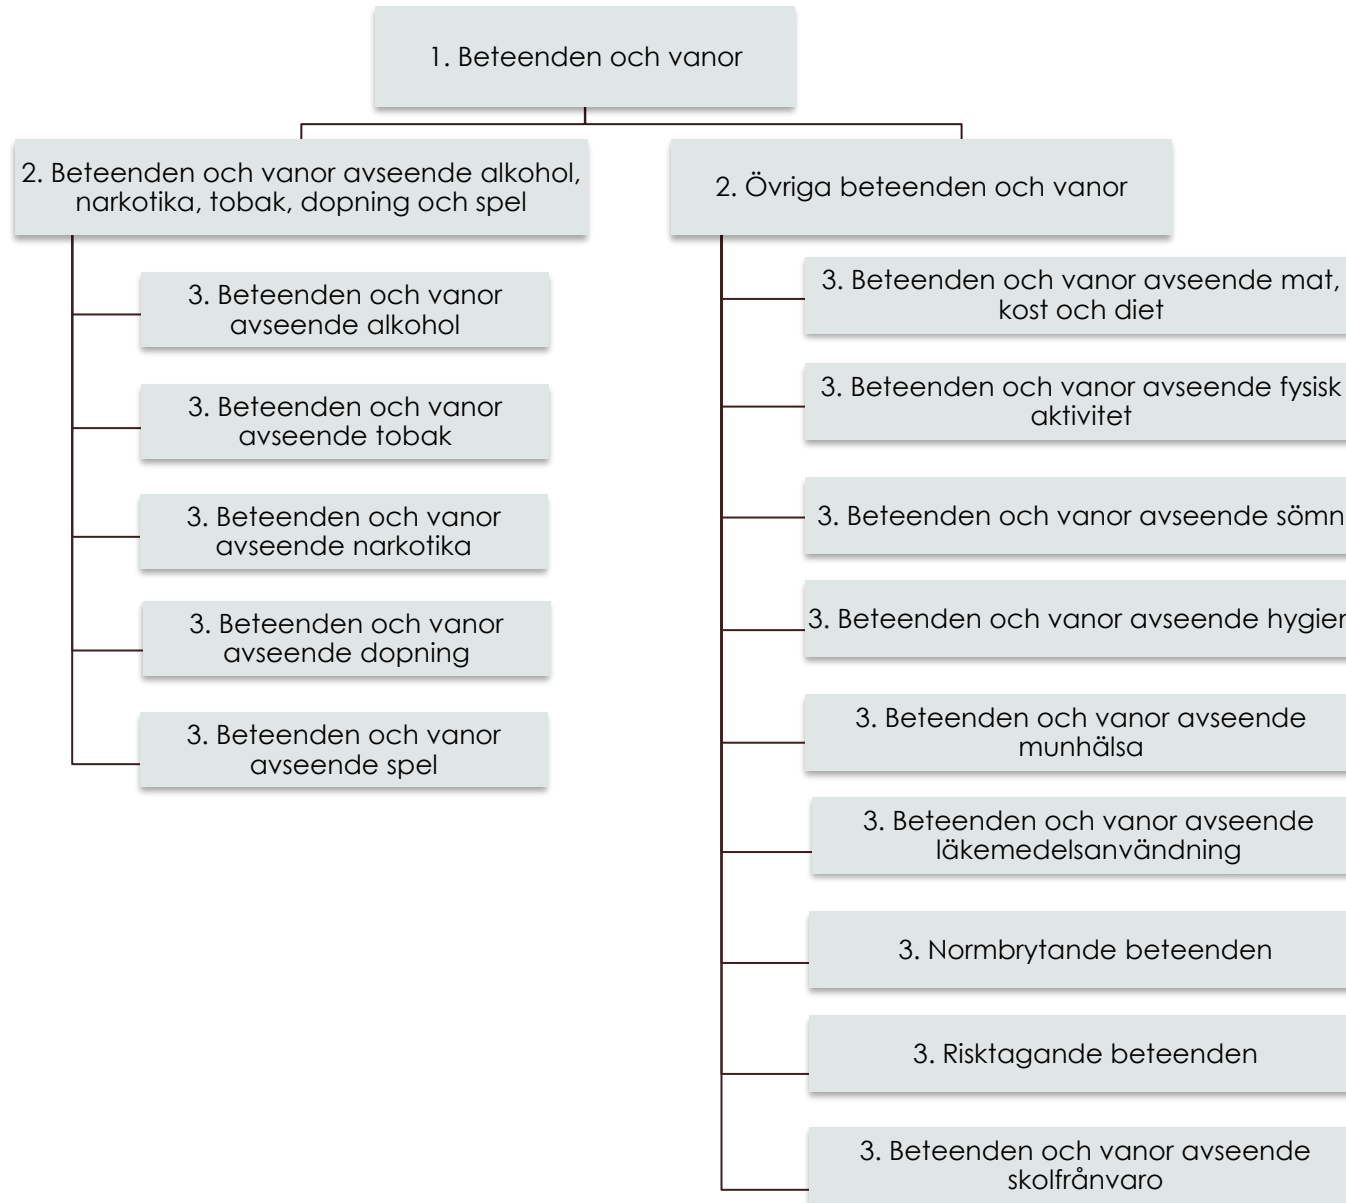 1. Beteenden och vanor
2. Beteenden och vanor avseende alkohol,
narkotika, tobak, dopning och spel
3. Beteenden och vanor
avseende alkohol
3. Beteenden och vanor
avseende tobak
3. Beteenden och vanor
avseende narkotika
3. Beteenden och vanor
avseende dopning
3. Beteenden och vanor
avseende spel
2. Övriga beteenden och vanor
3. Beteenden och vanor avseende mat,
kost och diet
3. Beteenden och vanor avseende fysisk
aktivitet
3. Beteenden och vanor avseende sömn
3. Beteenden och vanor avseende hygien
3. Beteenden och vanor avseende
munhälsa
3. Beteenden och vanor avseende
läkemedelsanvändning
3. Normbrytande beteenden
3. Risktagande beteenden
3. Beteenden och vanor avseende
skolfrånvaro